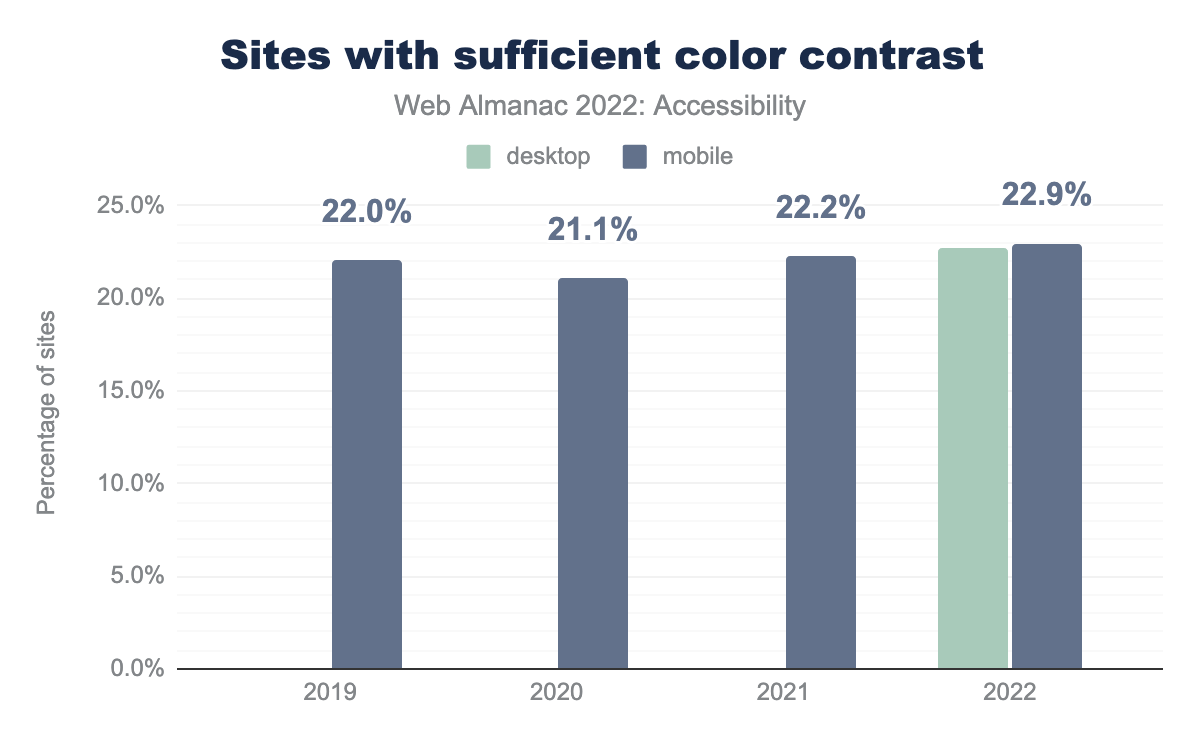 Sites with sufficient color contrast
Web Almanac 2022: Accessibility
desktop mobile
25.0%
20.0%
15.0%
10.0%
5.0%
0.0%
Percentage of sites
22.0%
21.1%
22.2%
22.9%
2019 2020 2021 2022